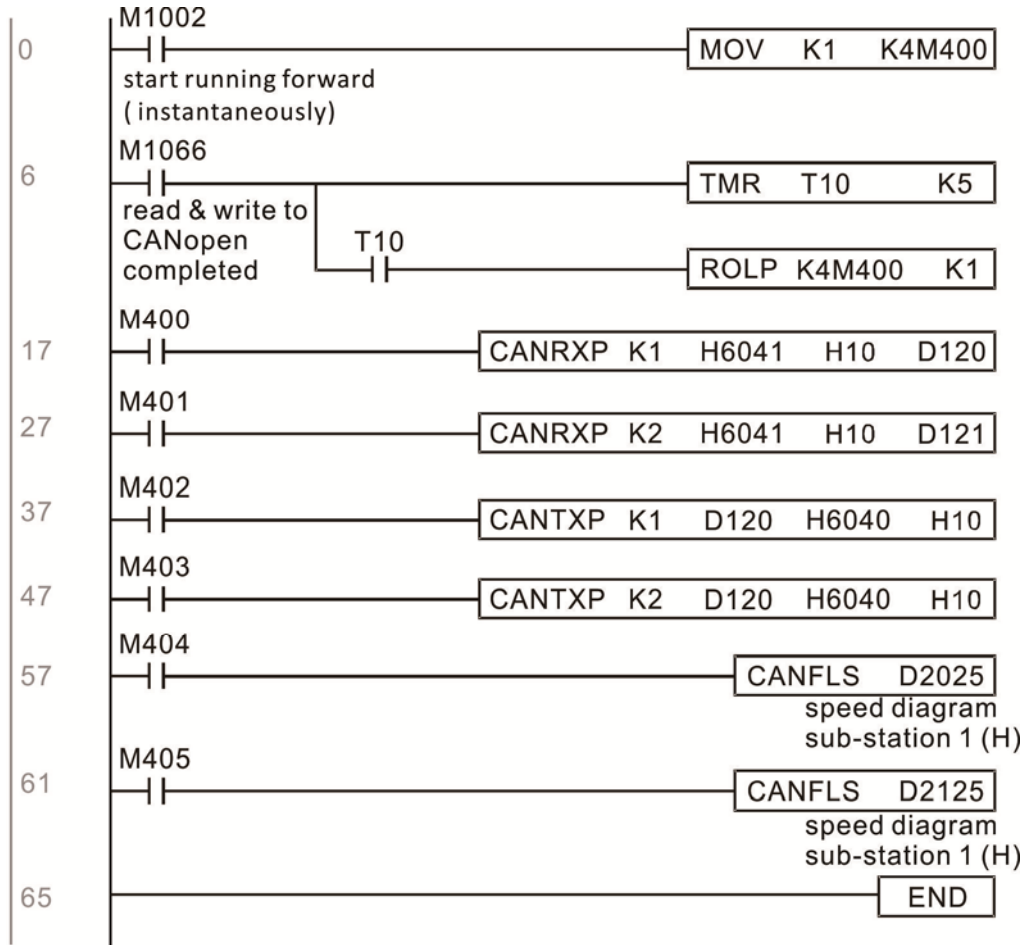 M1002
0 MOV K1 K4M400
start running forward
( instantaneously)
M1066
6 TMR T10 K5
read & write to
CANopen T10
completed ROLP K4M400 K1
M400
17 CANRXP K1 H6041 H10 D120
M401
27 CANRXP K2 H6041 H10 D121
M402
37 CANTXP K1 D120 H6040 H10
M403
47 CANTXP K2 D120 H6040 H10
M404
57 CANFLS D2025
speed diagram
sub-station 1 (H)
M405
61 CANFLS D2125
speed diagram
sub-station 1 (H)
65 END